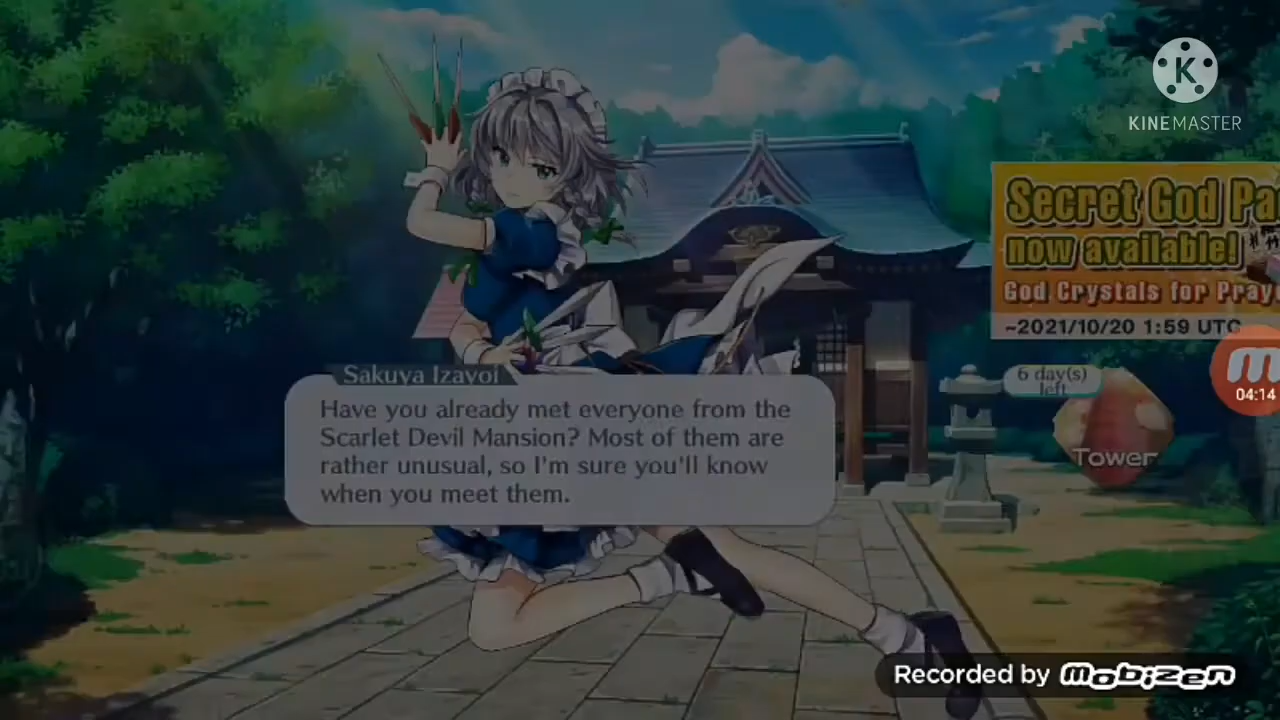 K
KINEMASTER
Secret God Pa
now available!
God Crystals for Pray
~2021/10/20 1:59 UTC
04:14
6 day(s)
left
Tower
Sakuya Izayoi
Have you already met everyone from the
Scarlet Devil Mansion? Most of them are
rather unusual, so I'm sure you'll know
when you meet them.
Recorded by mobizen